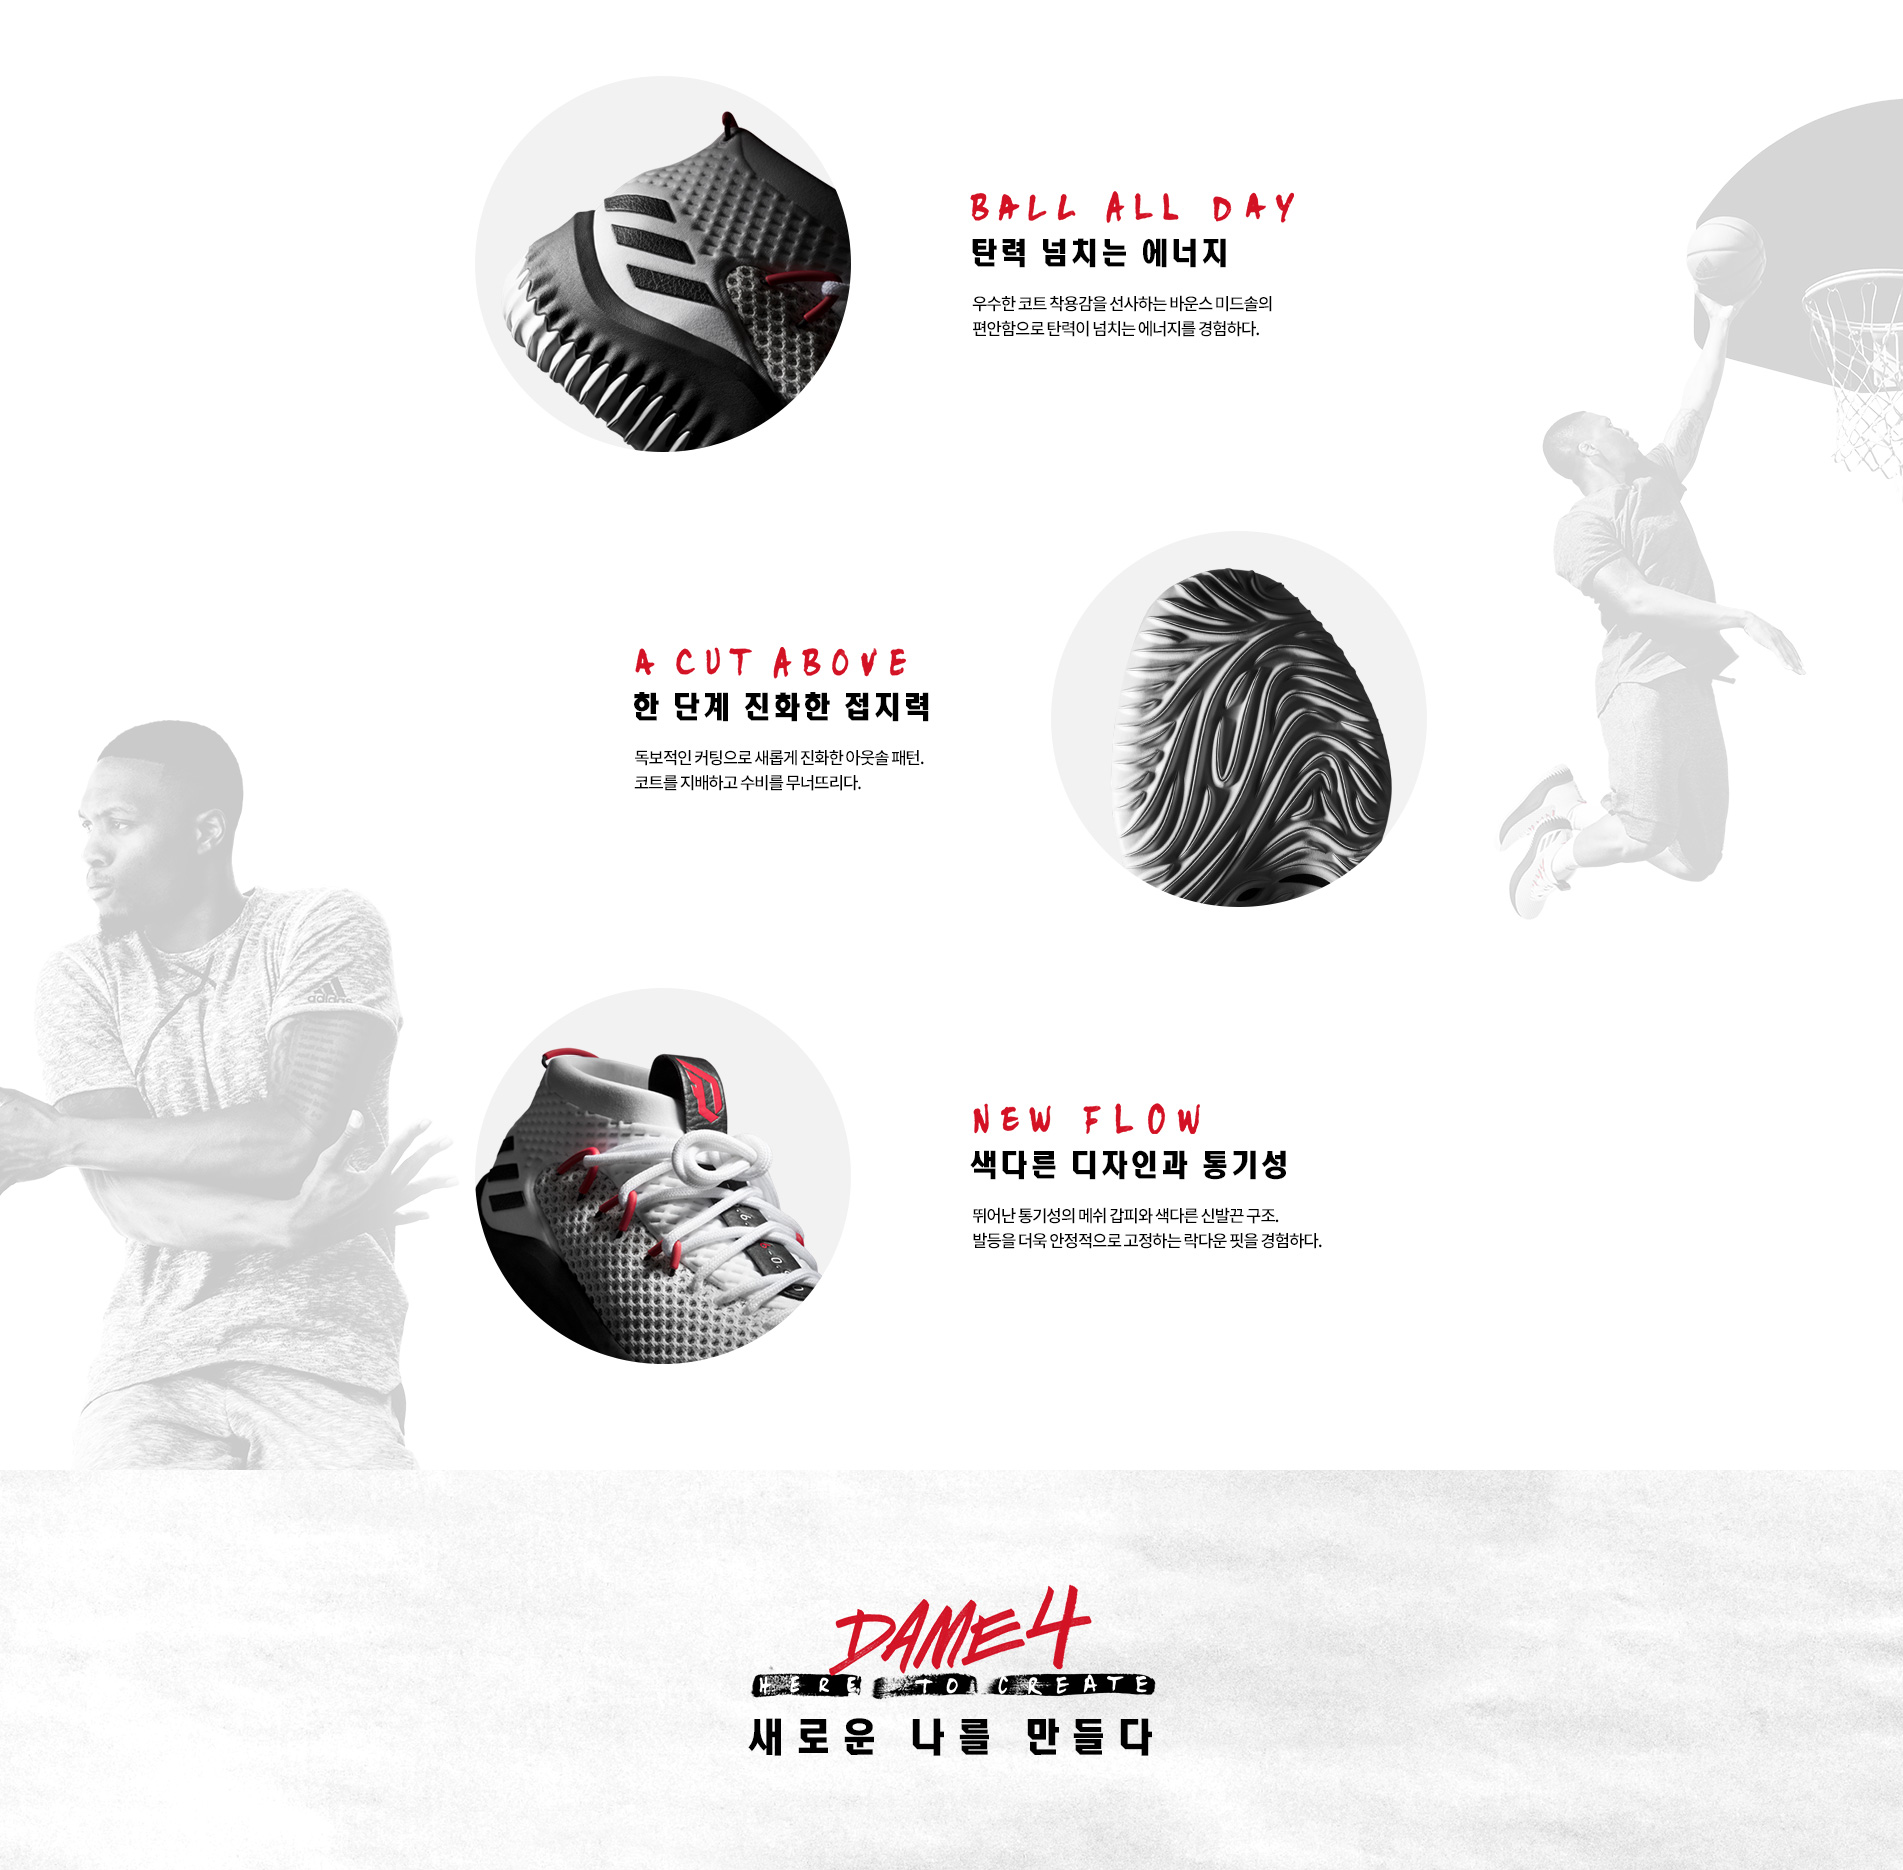 BALL ALL DAY
탄력 넘치는 에너지
우수한 코트 착용감을 선사하는 바운스 미드솔의
편안함으로 탄력이 넘치는 에너지를 경험하다.
A CUT ABOVE
한 단계 진화한 접지력
독보적인 커팅으로 새롭게 진화한 아웃솔 패턴.
코트를 지배하고 수비를 무너뜨리다.
adidas
NEW FLOW
색다른 디자인과 통기성
뛰어난 통기성의 메쉬 갑피와 색다른 신발끈 구조.
발등을 더욱 안정적으로 고정하는 락다운 핏을 경험하다.
DAME 4
HERE TO CREATE
새로운 나를 만들다